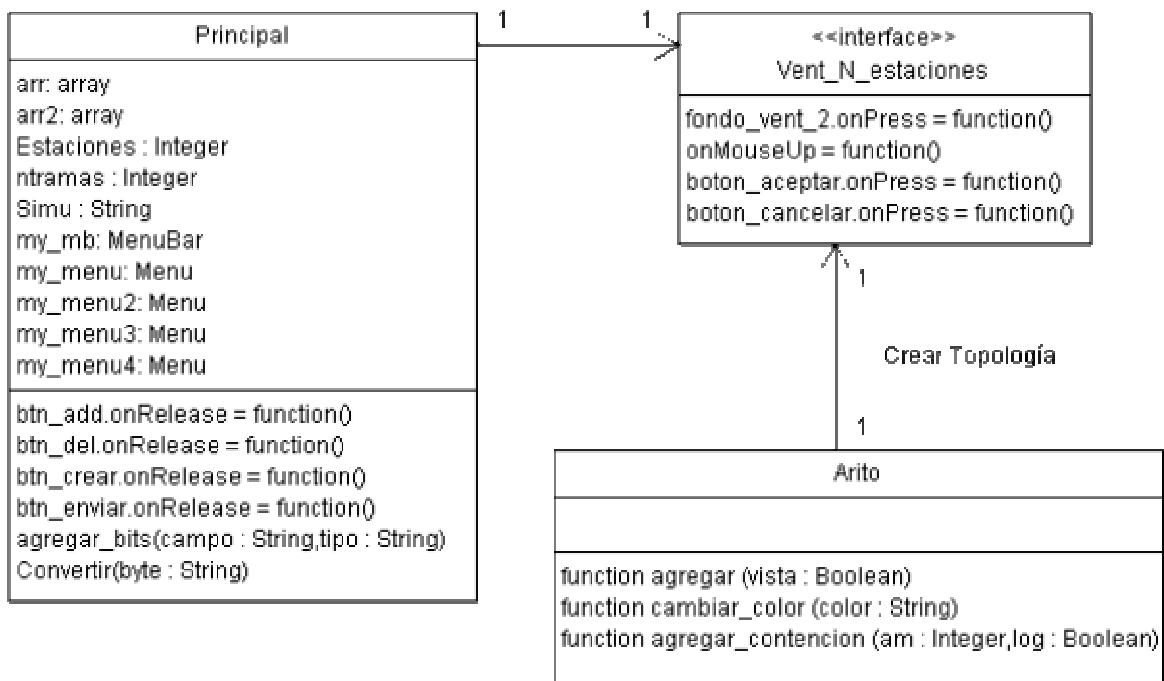 Principal
arr: array
arr2: array
Estaciones : Integer
ntramas : Integer
Simu : String
my_mb: MenuBar
my_menu: Menu
my_menu2: Menu
my_menu3: Menu
my_menu4: Menu
btn_add.onRelease = function()
btn_del.onRelease = function()
btn_crear.onRelease = function()
btn_enviar.onRelease = function()
agregar_bits(campo : String,tipo : String)
Convertir(byte : String)
1
1
<<interface>>
Vent_N_estaciones
fondo_vent_2.onPress = function()
onMouseUp = function()
boton_aceptar.onPress = function()
boton_cancelar.onPress = function()
1
Crear Topología
1
Arito
function agregar (vista : Boolean)
function cambiar_color (color : String)
function agregar_contencion (am : Integer,log : Boolean)